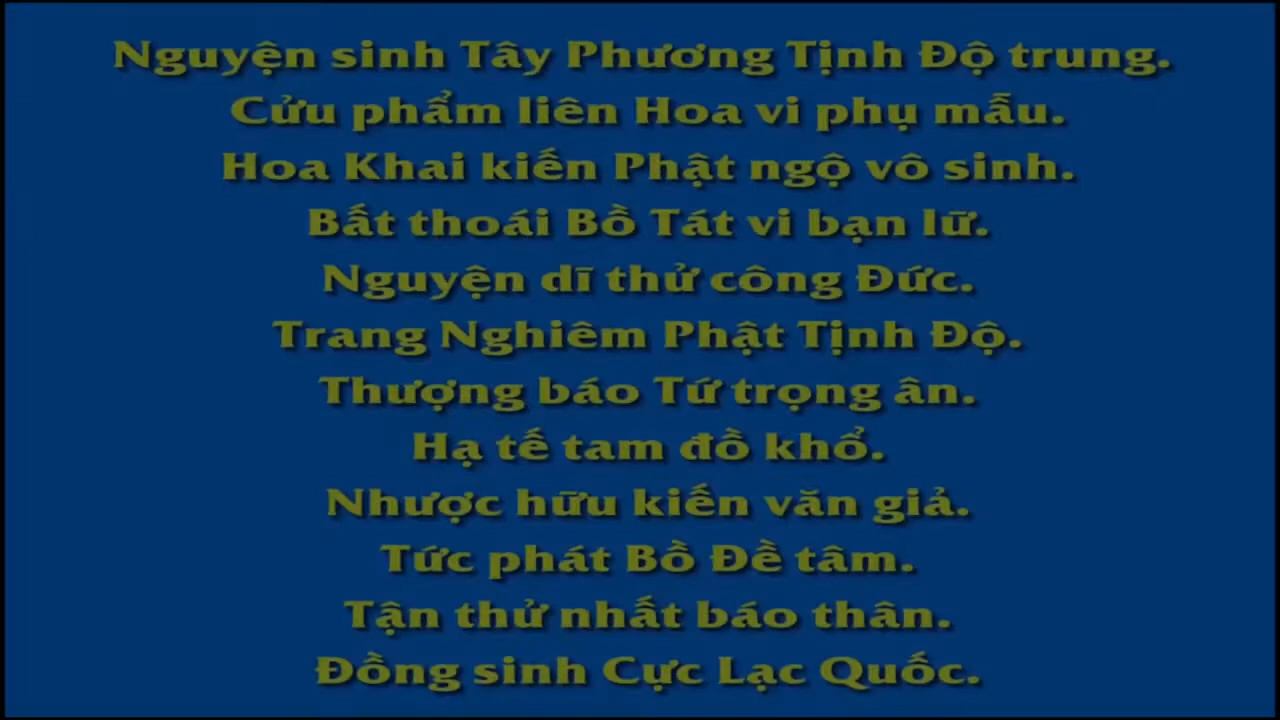 Nguyện sinh Tây Phương Tịnh Độ trung.
Cửu phẩm liên Hoa vi phụ mẫu.
Hoa Khai kiến Phật ngộ vô sinh.
Bất thoái Bồ Tát vi bạn lữ.
Nguyện dĩ thử công Đức.
Trang Nghiêm Phật Tịnh Độ.
Thượng báo Tứ trọng ân.
Hạ tế tam đồ khổ.
Nhược hữu kiến văn giả.
Tức phát Bồ Đề tâm.
Tận thử nhất báo thân.
Đồng sinh Cực Lạc Quốc.